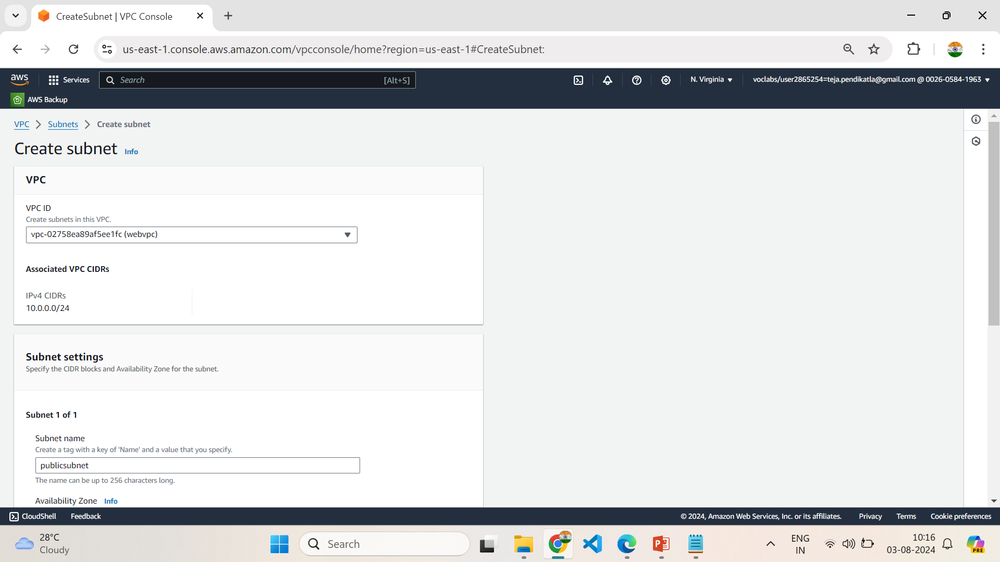 CreateSubnet | VPC Console
us-east-1.console.aws.amazon.com/vpcconsole/home?region=us-east-1#CreateSubnet:
aws
Services
Search
[Alt+S]
N. Virginia
voclabs/user2865254=teja.pendikatla@gmail.com @ 0026-0584-1963
AWS Backup
VPC
Subnets
Create subnet
Create subnet
Info
VPC
VPC ID
Create subnets in this VPC.
vpc-02758ea89af5ee1fc (webvpc)
Associated VPC CIDRs
IPv4 CIDRs
10.0.0.0/24
Subnet settings
Specify the CIDR blocks and Availability Zone for the subnet.
Subnet 1 of 1
Subnet name
Create a tag with a key of 'Name' and a value that you specify.
publicsubnet
The name can be up to 256 characters long.
Availability Zone
Info
CloudShell
Feedback
© 2024, Amazon Web Services, Inc. or its affiliates.
Privacy
Terms
Cookie preferences
28°C
Cloudy
Search
ENG
IN
10:16
03-08-2024
PRE